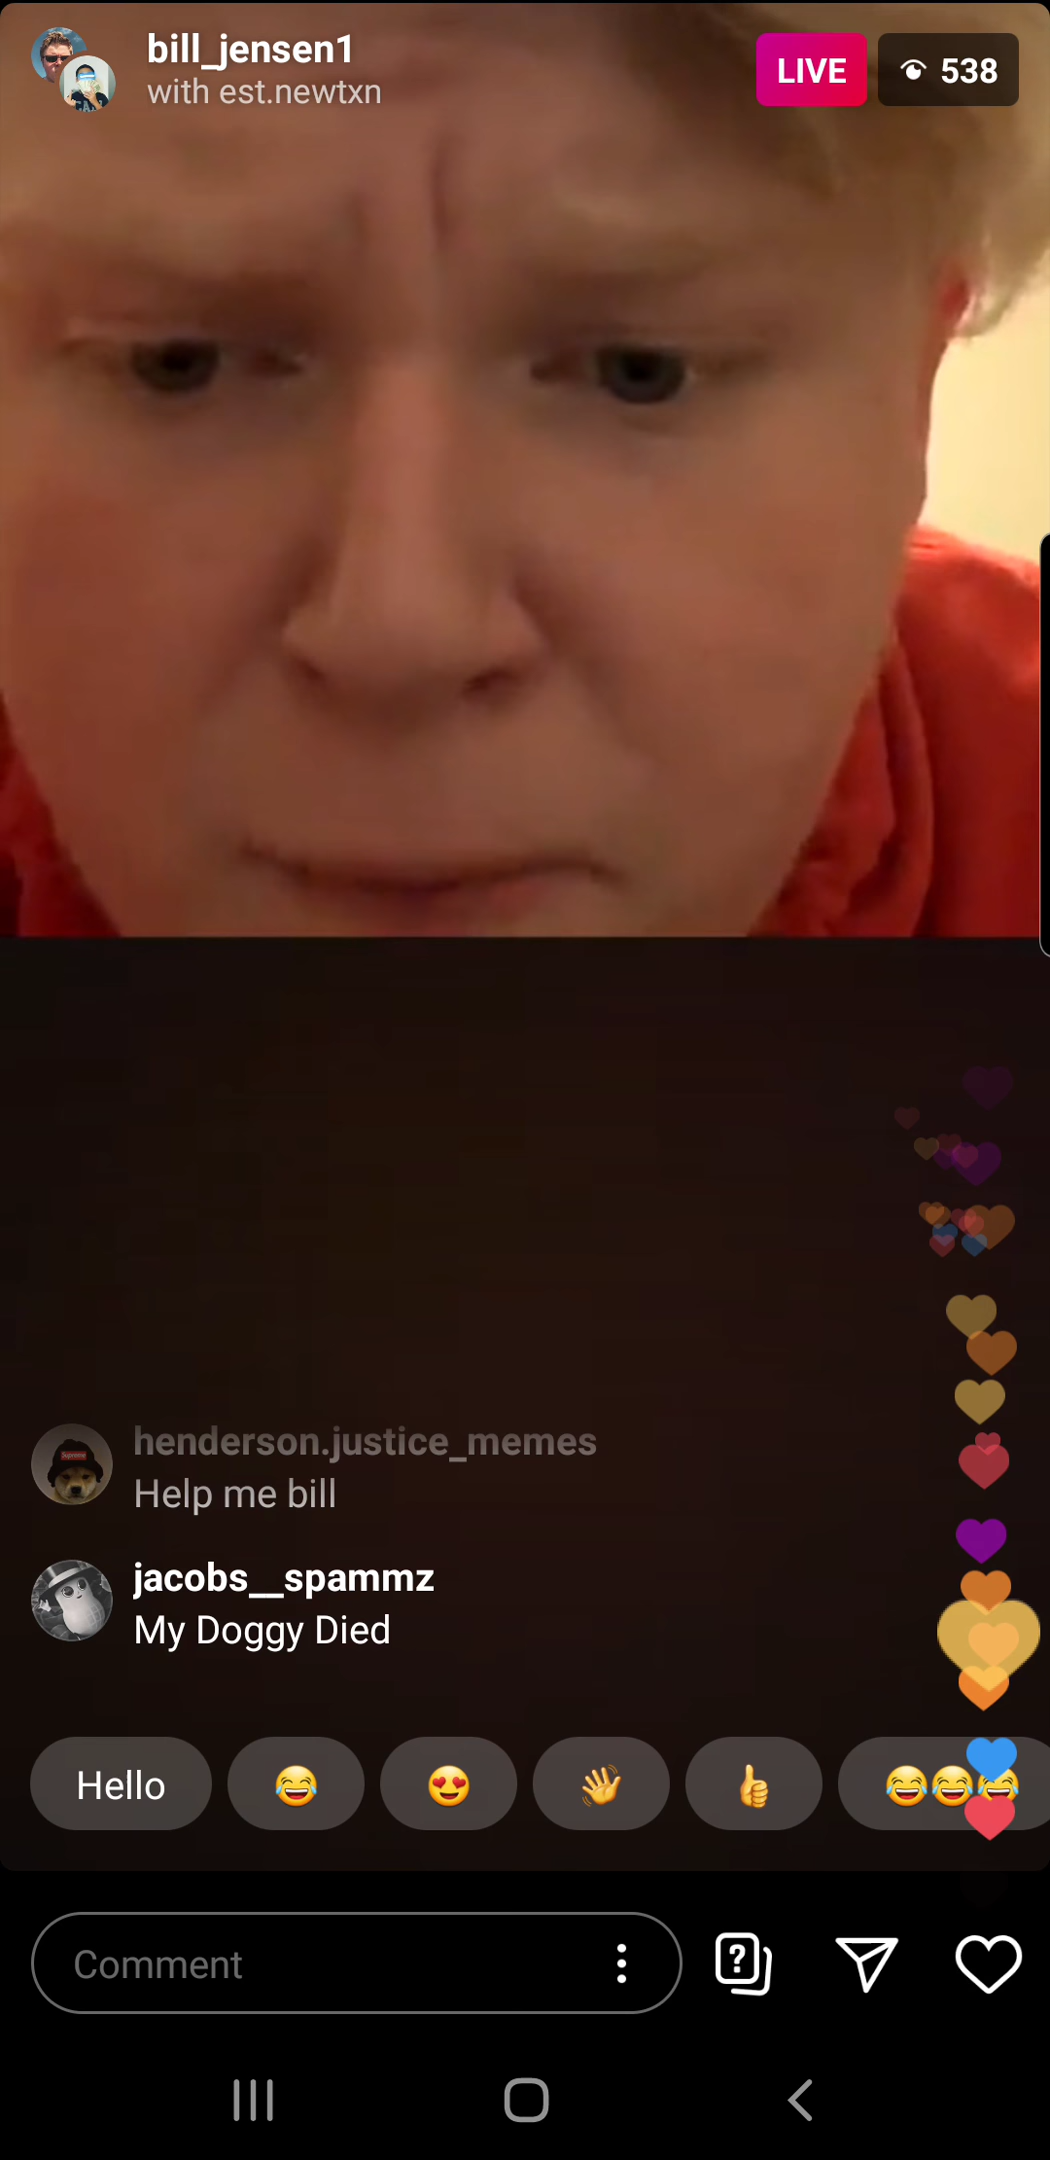 bill_jensen1
with est.newtxn
LIVE
538
henderson.justice_memes
Help me bill
jacobs__spammz
My Doggy Died
Hello
Comment